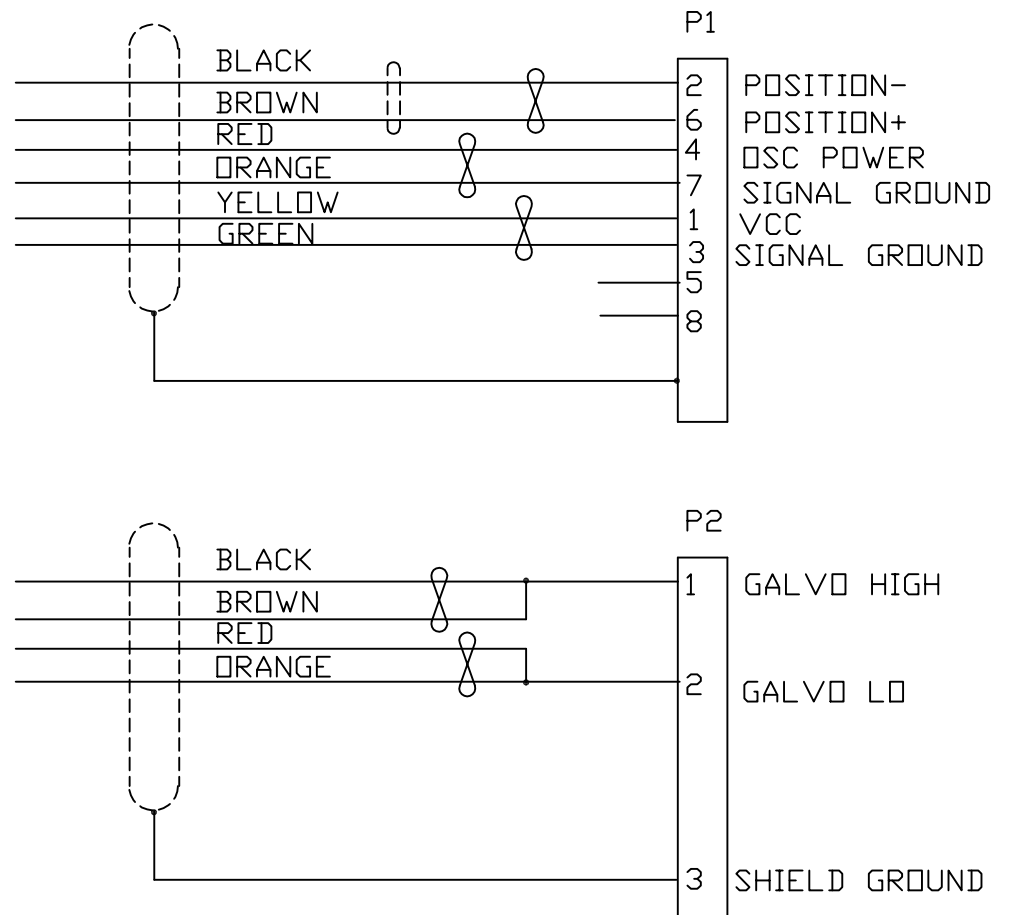 P1
BLACK 2 POSITION-
BROWN 6 POSITION+
RED 4 OSC POWER
ORANGE 7 SIGNAL GROUND
YELLOW 1 VCC
GREEN 3 SIGNAL GROUND
5
8
P2
BLACK 1 GALVO HIGH
BROWN
RED
ORANGE 2 GALVO LO
3 SHIELD GROUND